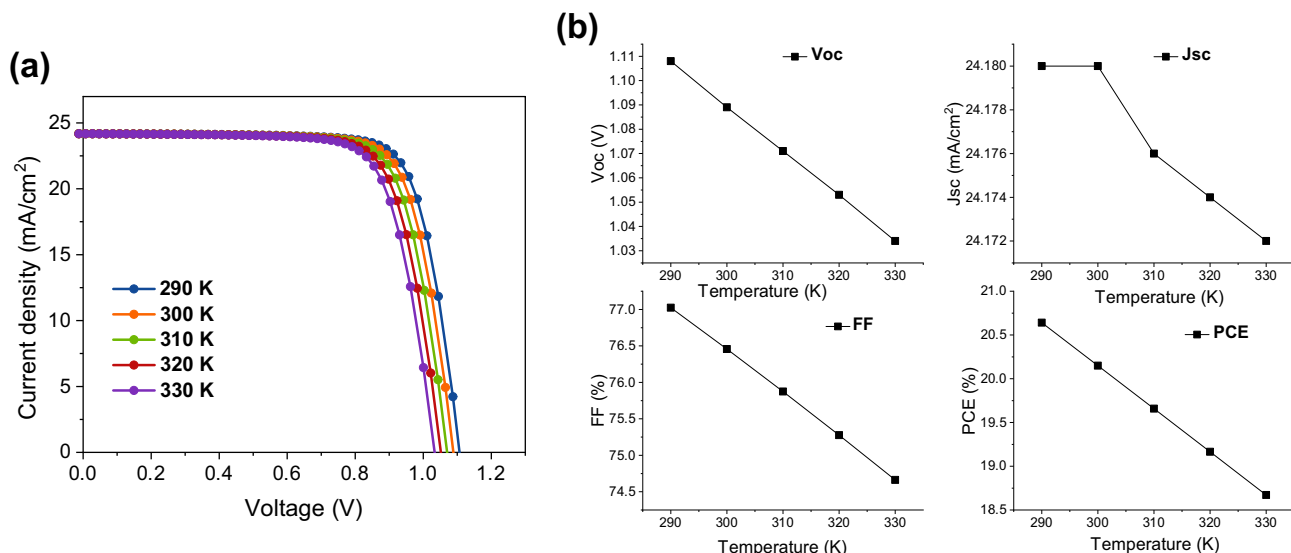 (a)
25
20
15
10
5
0
0.0 0.2 0.4 0.6 0.8 1.0 1.2
Current density (mA/cm²)
Voltage (V)
290 K
300 K
310 K
320 K
330 K
(b)
Voc
1.11
1.10
1.09
1.08
1.07
1.06
1.05
1.04
1.03
Voc (V)
290 300 310 320 330
Temperature (K)
Jsc
24.180
24.178
24.176
24.174
24.172
Jsc (mA/cm²)
290 300 310 320 330
Temperature (K)
FF
77.0
76.5
76.0
75.5
75.0
74.5
FF (%)
290 300 310 320 330
Temperature (K)
PCE
21.0
20.5
20.0
19.5
19.0
18.5
PCE (%)
290 300 310 320 330
Temperature (K)